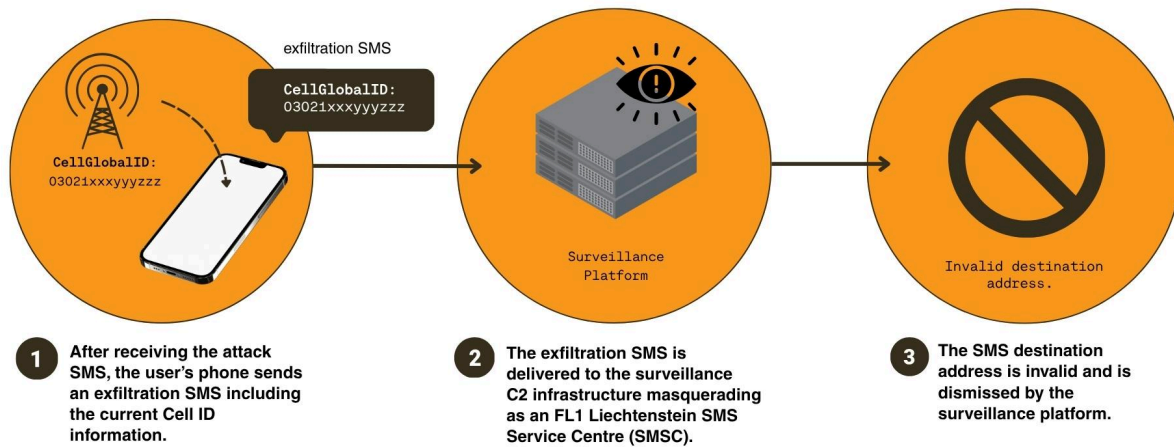 exfiltration SMS
CellGlobalID:
03021xxxyyyzzz
CellGlobalID:
03021xxxyyyzzz
Surveillance
Platform
Invalid destination
address.
1
After receiving the attack
SMS, the user’s phone sends
an exfiltration SMS including
the current Cell ID
information.
2
The exfiltration SMS is
delivered to the surveillance
C2 infrastructure masquerading
as an FL1 Liechtenstein SMS
Service Centre (SMSC).
3
The SMS destination
address is invalid and is
dismissed by the
surveillance platform.